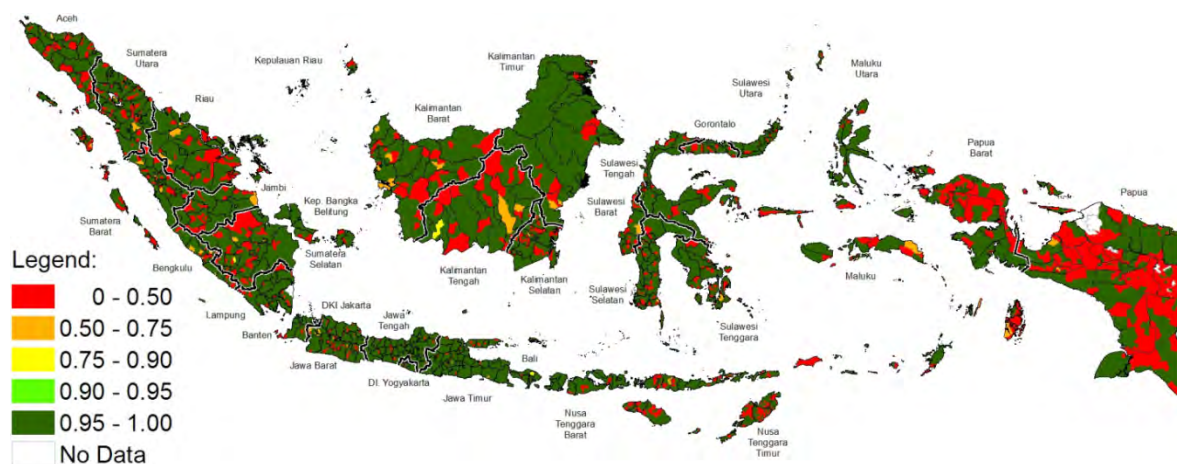 Aceh
Sumatera
Utara
Riau
Kepulauan Riau
Kalimantan
Timur
Kalimantan
Barat
Sulawesi
Utara
Maluku
Utara
Gorontalo
Sulawesi
Tengah
Papua
Barat
Papua
Jambi
Kep. Bangka
Belitung
Sulawesi
Barat
Sumatera
Barat
Sumatera
Selatan
Bengkulu
Kalimantan
Tengah
Kalimantan
Selatan
Sulawesi
Selatan
Maluku
Lampung
DKI Jakarta
Jawa
Tengah
Sulawesi
Tenggara
Banten
Jawa Barat
Bali
DI. Yogyakarta
Jawa Timur
Nusa
Tenggara
Barat
Nusa
Tenggara
Timur
Legend:
0 - 0.50
0.50 - 0.75
0.75 - 0.90
0.90 - 0.95
0.95 - 1.00
No Data